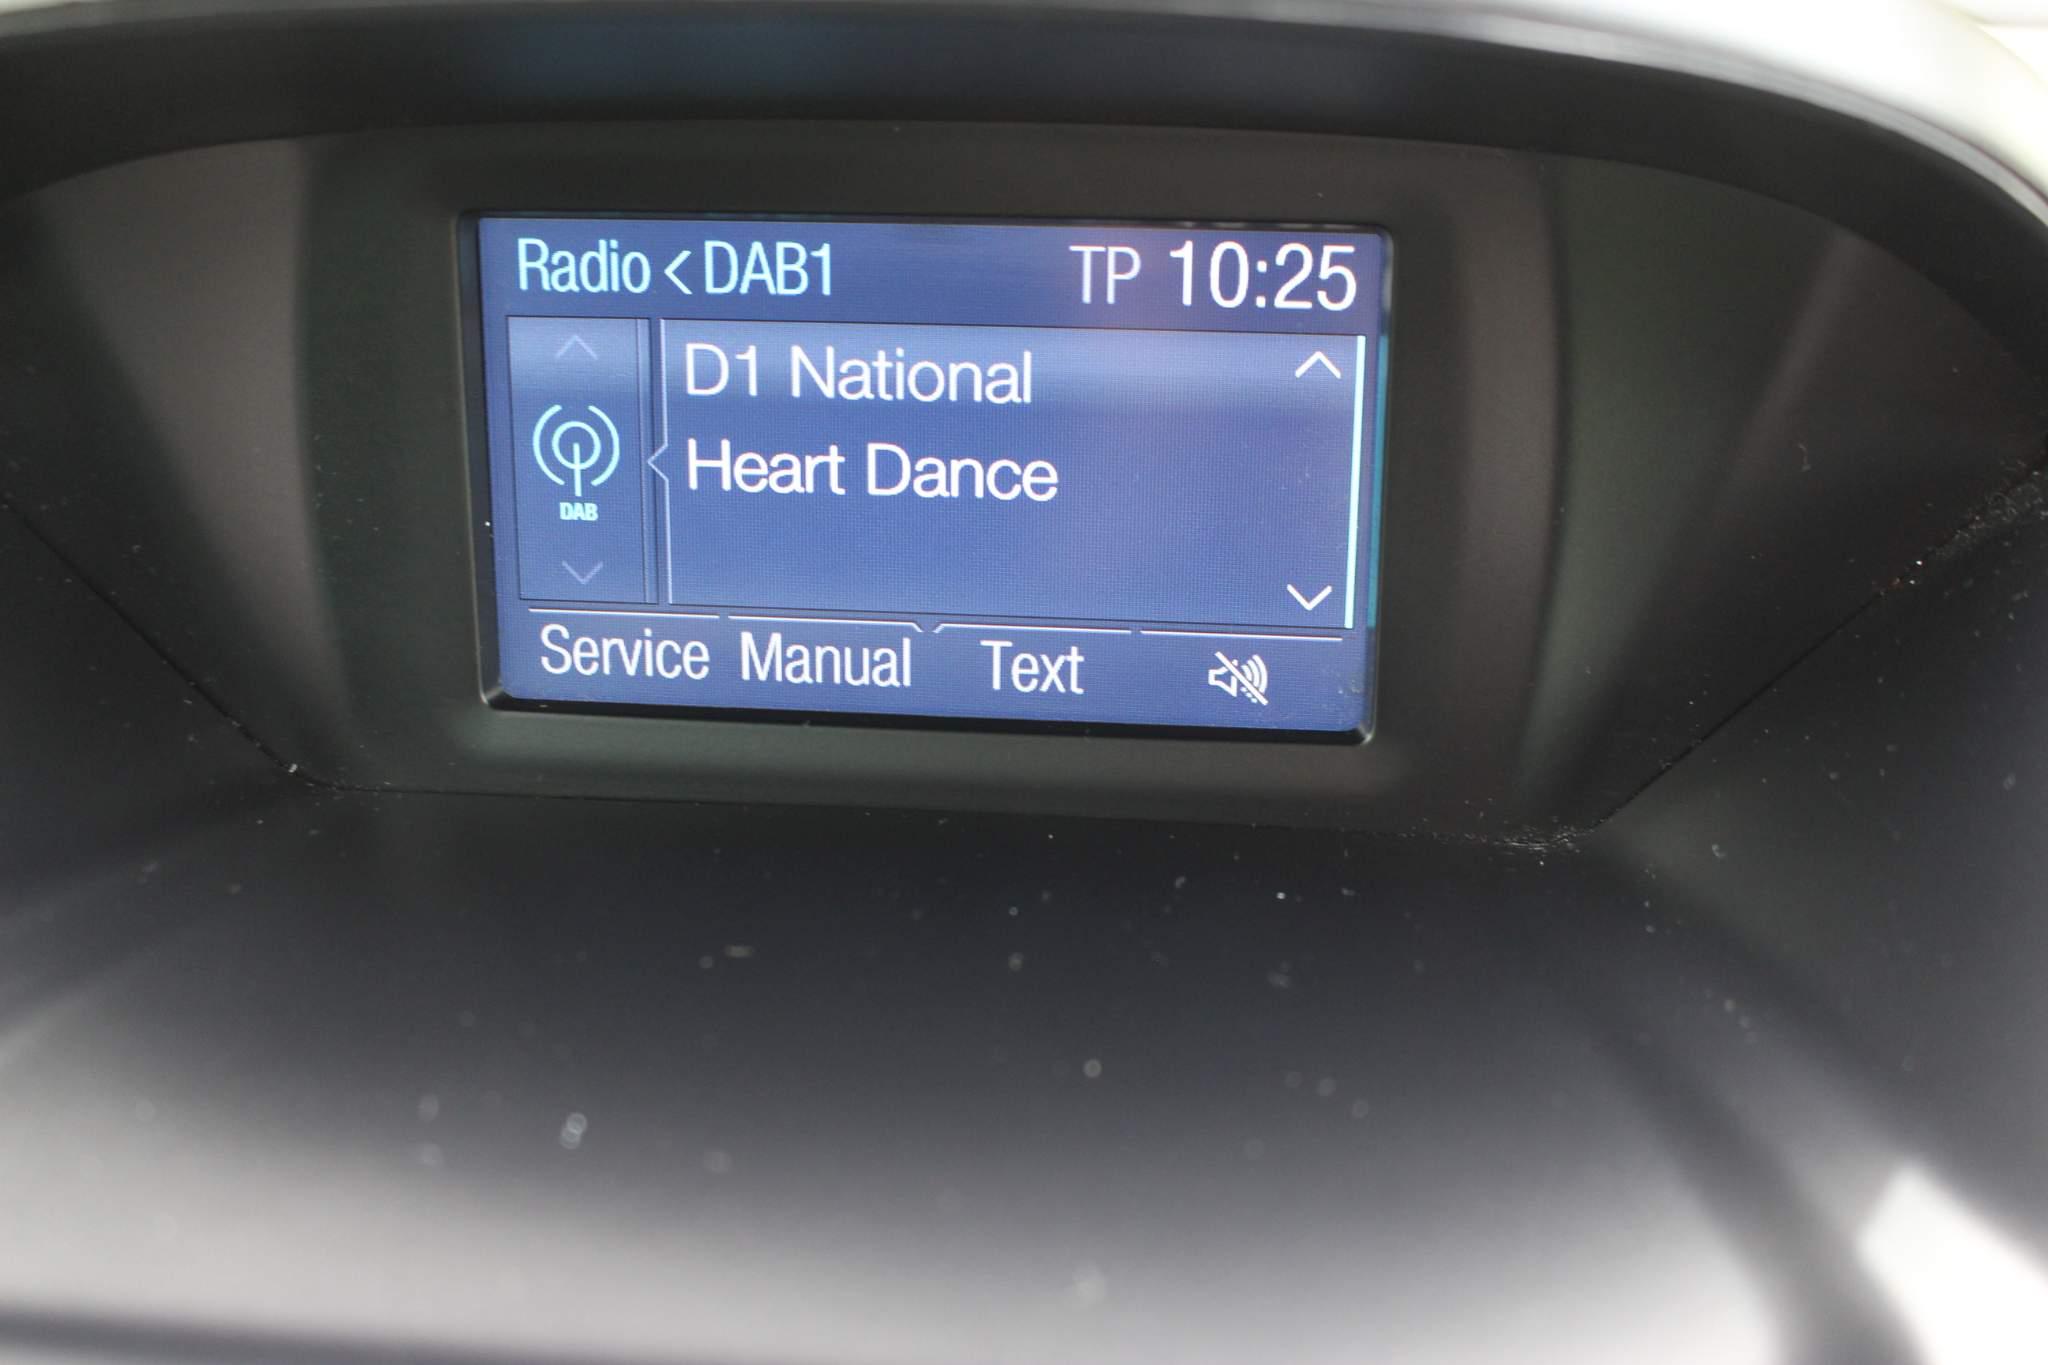 Radio < DAB1 TP 10:25
D1 National
Heart Dance
DAB
Service Manual Text